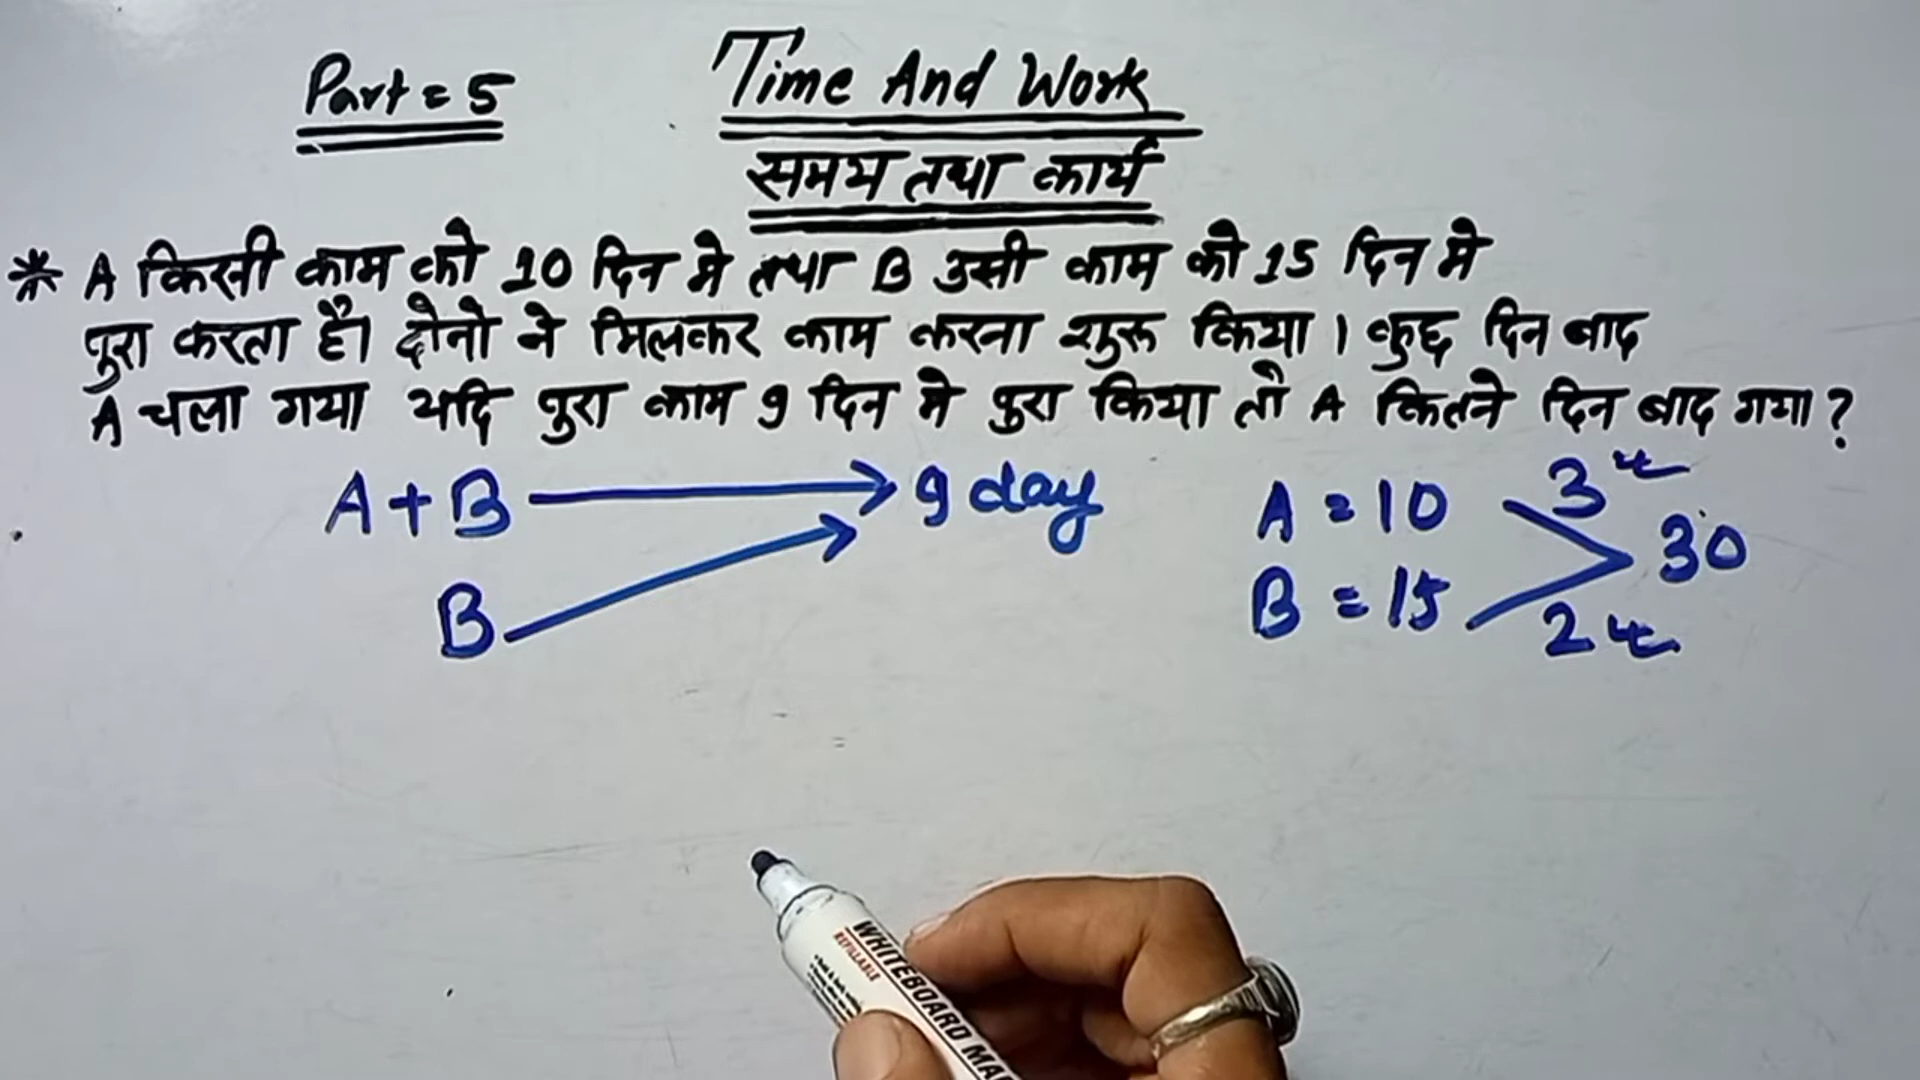 Part = 5
Time And Work
समय तथा कार्य
* A किसी काम को 10 दिन मे तथा B उसी काम को 15 दिन मे
पुरा करता है। दोनो ने मिलकर काम करना शुरू किया। कुछ दिन बाद
A चला गया यदि पुरा काम 9 दिन मे पुरा किया तो A कितने दिन बाद गया?
A + B 9 day
B
A = 10 3
30
B = 15 2
WHITEBOARD MA
REFILLABLE